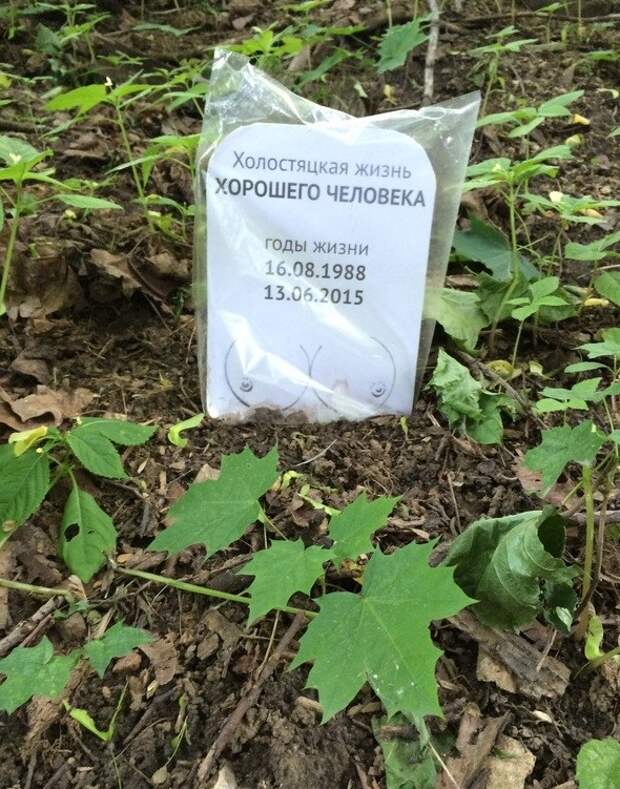 Холостяцкая жизнь
ХОРОШЕГО ЧЕЛОВЕКА
годы жизни
16.08.1988
13.06.2015